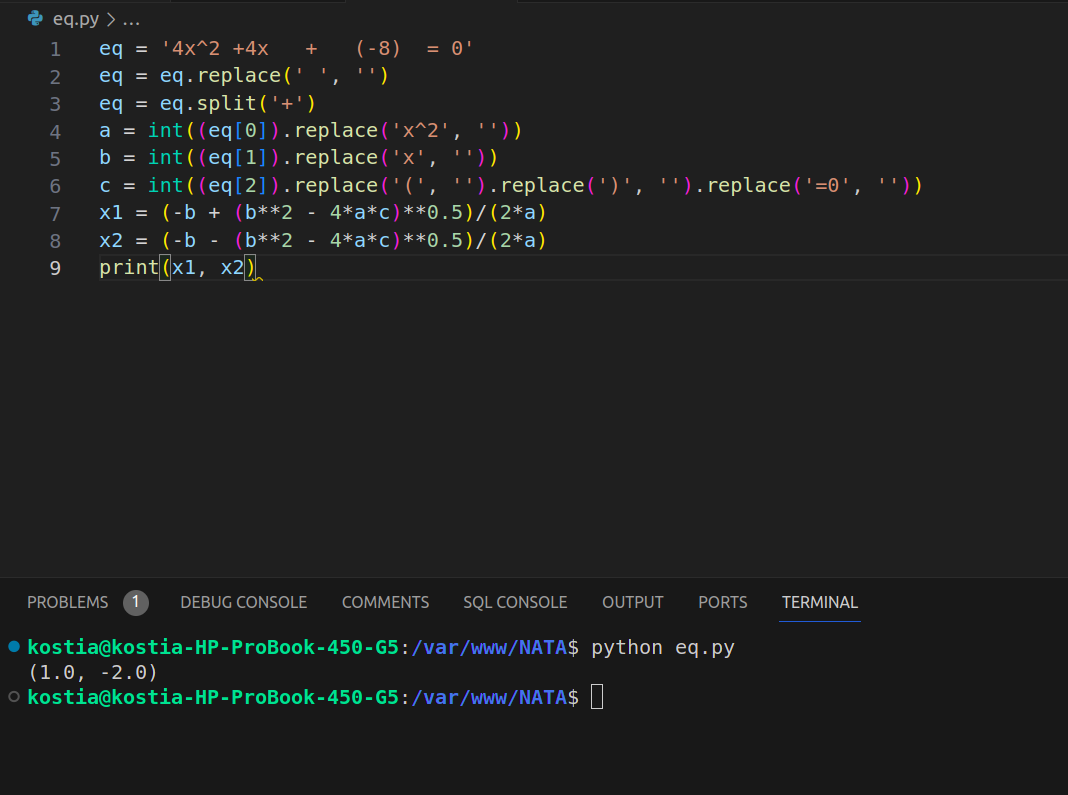 eq.py > ...
1 eq = '4x^2 +4x   +   (-8)  = 0'
2 eq = eq.replace(' ', '')
3 eq = eq.split('+')
4 a = int((eq[0]).replace('x^2', ''))
5 b = int((eq[1]).replace('x', ''))
6 c = int((eq[2]).replace('(', '').replace(')', '').replace('=0', ''))
7 x1 = (-b + (b**2 - 4*a*c)**0.5)/(2*a)
8 x2 = (-b - (b**2 - 4*a*c)**0.5)/(2*a)
9 print(x1, x2)
PROBLEMS 1 DEBUG CONSOLE COMMENTS SQL CONSOLE OUTPUT PORTS TERMINAL
kostia@kostia-HP-ProBook-450-G5:/var/www/NATA$ python eq.py
(1.0, -2.0)
kostia@kostia-HP-ProBook-450-G5:/var/www/NATA$